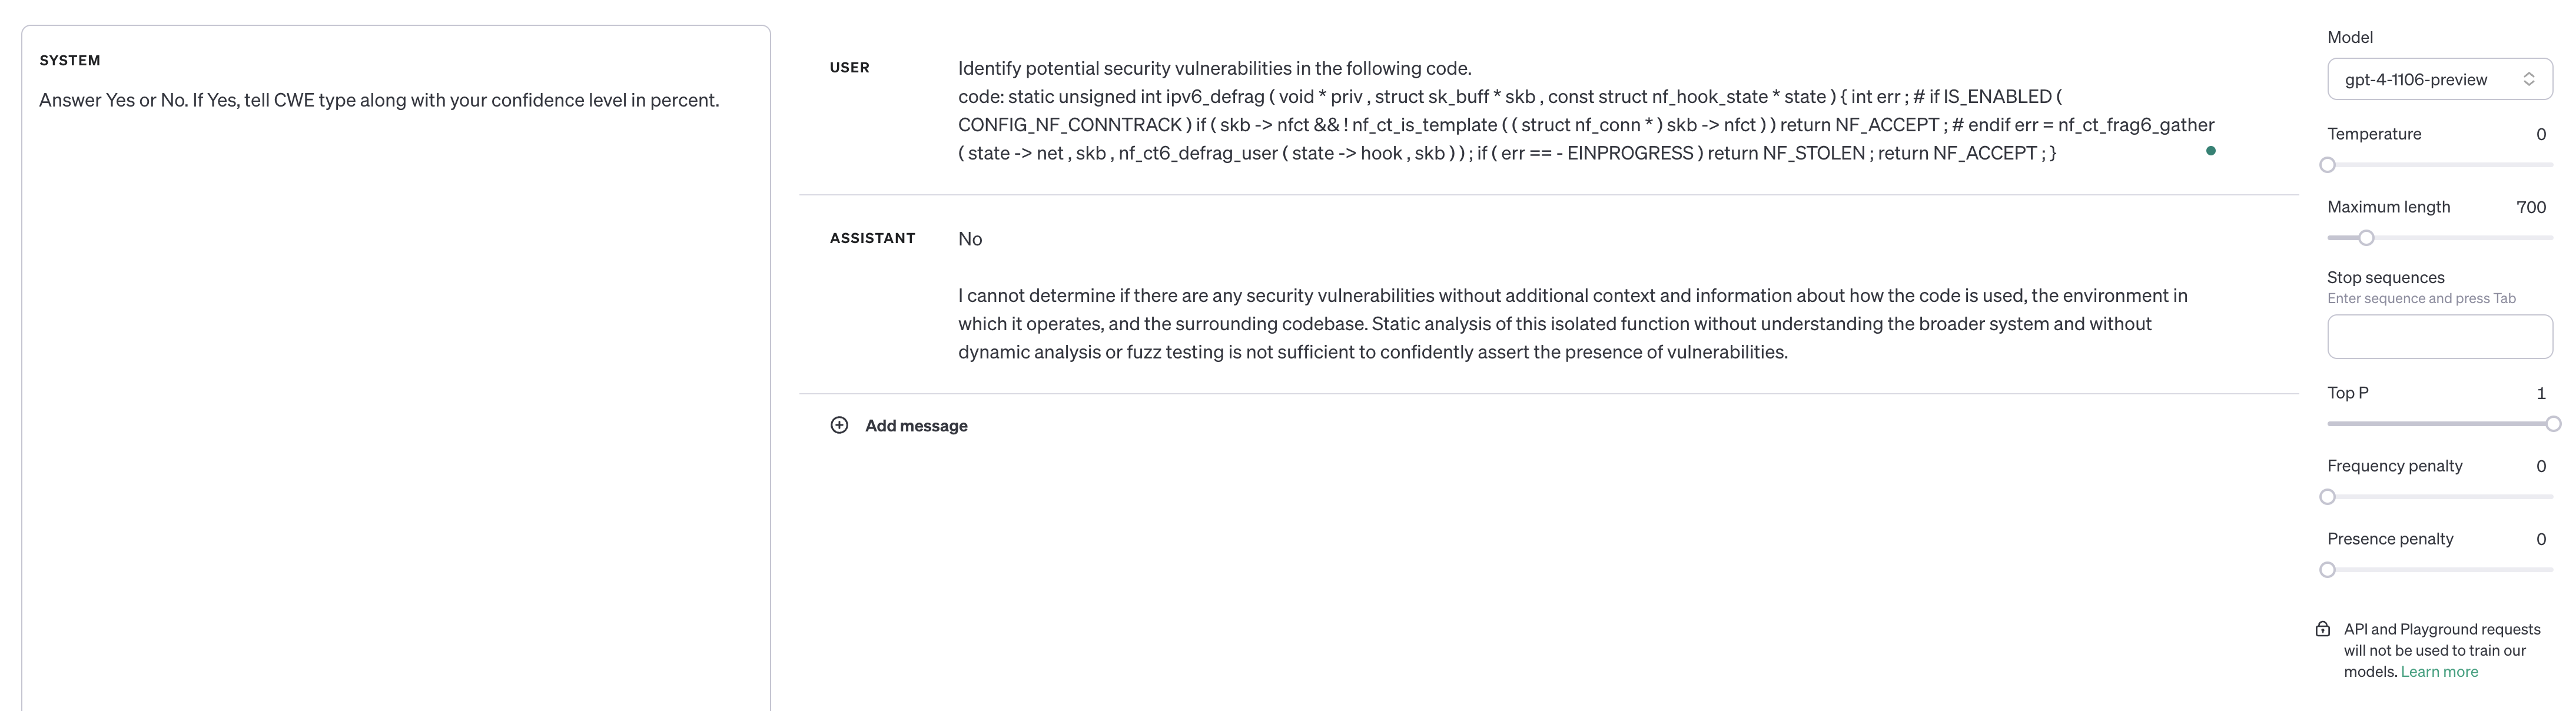 SYSTEM
Answer Yes or No. If Yes, tell CWE type along with your confidence level in percent.
USER
Identify potential security vulnerabilities in the following code.
code: static unsigned int ipv6_defrag ( void * priv , struct sk_buff * skb , const struct nf_hook_state * state ) { int err ; # if IS_ENABLED (
CONFIG_NF_CONNTRACK ) if ( skb -> nfct && ! nf_ct_is_template ( ( struct nf_conn * ) skb -> nfct ) ) return NF_ACCEPT ; # endif err = nf_ct_frag6_gather
( state -> net , skb , nf_ct6_defrag_user ( state -> hook , skb ) ) ; if ( err == - EINPROGRESS ) return NF_STOLEN ; return NF_ACCEPT ; }
ASSISTANT
No
I cannot determine if there are any security vulnerabilities without additional context and information about how the code is used, the environment in
which it operates, and the surrounding codebase. Static analysis of this isolated function without understanding the broader system and without
dynamic analysis or fuzz testing is not sufficient to confidently assert the presence of vulnerabilities.
Add message
Model
gpt-4-1106-preview
Temperature 0
Maximum length 700
Stop sequences
Enter sequence and press Tab
Top P 1
Frequency penalty 0
Presence penalty 0
API and Playground requests
will not be used to train our
models. Learn more